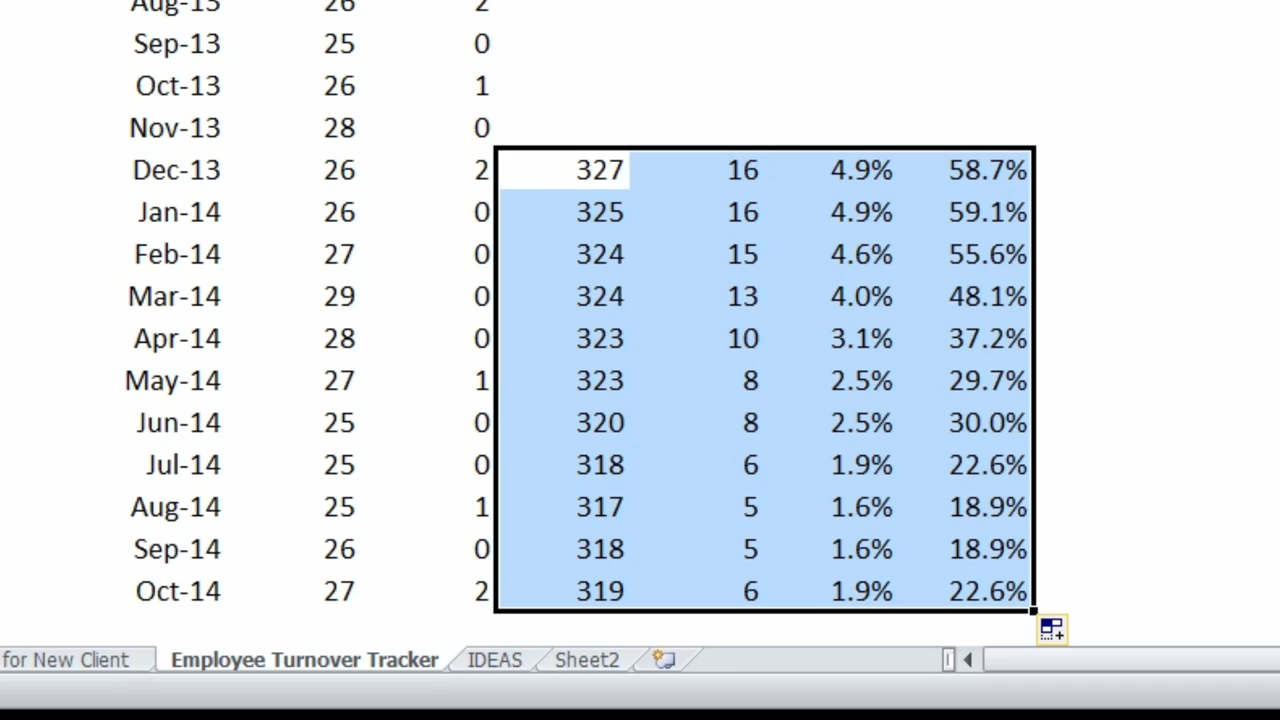 Aug-13 26 2
Sep-13 25 0
Oct-13 26 1
Nov-13 28 0
Dec-13 26 2 327 16 4.9% 58.7%
Jan-14 26 0 325 16 4.9% 59.1%
Feb-14 27 0 324 15 4.6% 55.6%
Mar-14 29 0 324 13 4.0% 48.1%
Apr-14 28 0 323 10 3.1% 37.2%
May-14 27 1 323 8 2.5% 29.7%
Jun-14 25 0 320 8 2.5% 30.0%
Jul-14 25 0 318 6 1.9% 22.6%
Aug-14 25 1 317 5 1.6% 18.9%
Sep-14 26 0 318 5 1.6% 18.9%
Oct-14 27 2 319 6 1.9% 22.6%
for New Client Employee Turnover Tracker IDEAS Sheet2